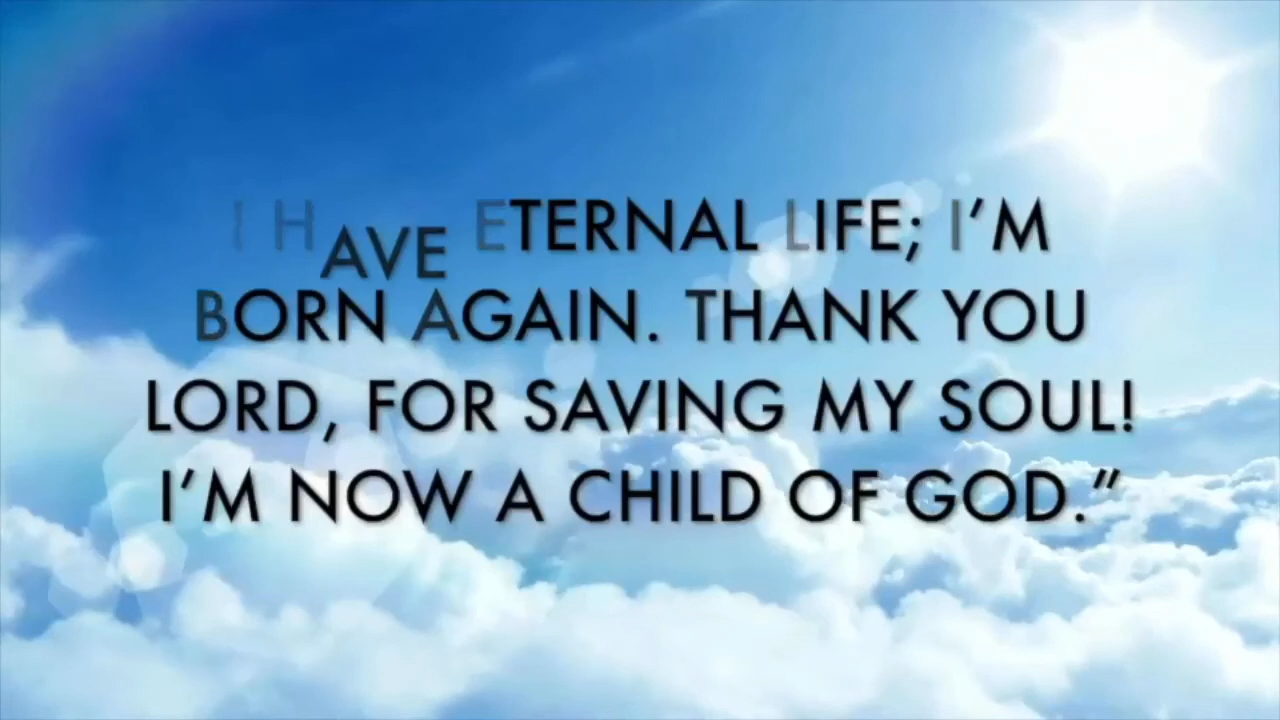 I HAVE ETERNAL LIFE; I’M
BORN AGAIN. THANK YOU
LORD, FOR SAVING MY SOUL!
I’M NOW A CHILD OF GOD.”